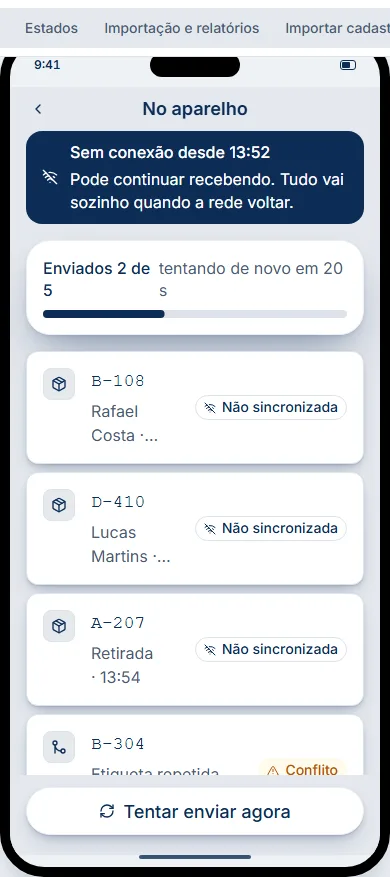 Estados Importação e relatórios Importar cadast
9:41
No aparelho
Sem conexão desde 13:52
Pode continuar recebendo. Tudo vai
sozinho quando a rede voltar.
Enviados 2 de tentando de novo em 20
5 s
B-108
Rafael
Costa ·...
Não sincronizada
D-410
Lucas
Martins ·...
Não sincronizada
A-207
Retirada
· 13:54
Não sincronizada
B-304
Etiqueta repetida
Conflito
Tentar enviar agora